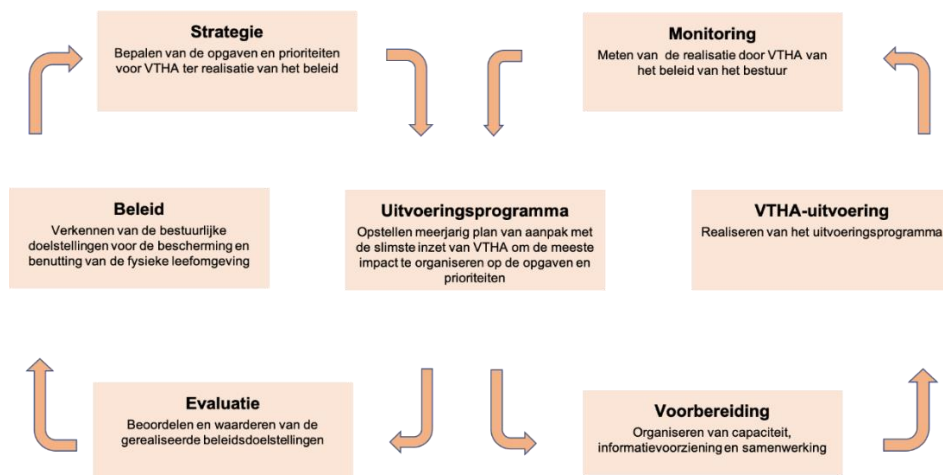 Strategie
Bepalen van de opgaven en prioriteiten
voor VTHA ter realisatie van het beleid
Monitoring
Meten van de realisatie door VTHA van
het beleid van het bestuur
Beleid
Verkennen van de bestuurlijke
doelstellingen voor de bescherming en
benutting van de fysieke leefomgeving
Uitvoeringsprogramma
Opstellen meerjarig plan van aanpak met
de slimste inzet van VTHA om de meeste
impact te organiseren op de opgaven en
prioriteiten
VTHA-uitvoering
Realiseren van het uitvoeringsprogramma
Evaluatie
Beoordelen en waarderen van de
gerealiseerde beleidsdoelstellingen
Voorbereiding
Organiseren van capaciteit,
informatievoorziening en samenwerking